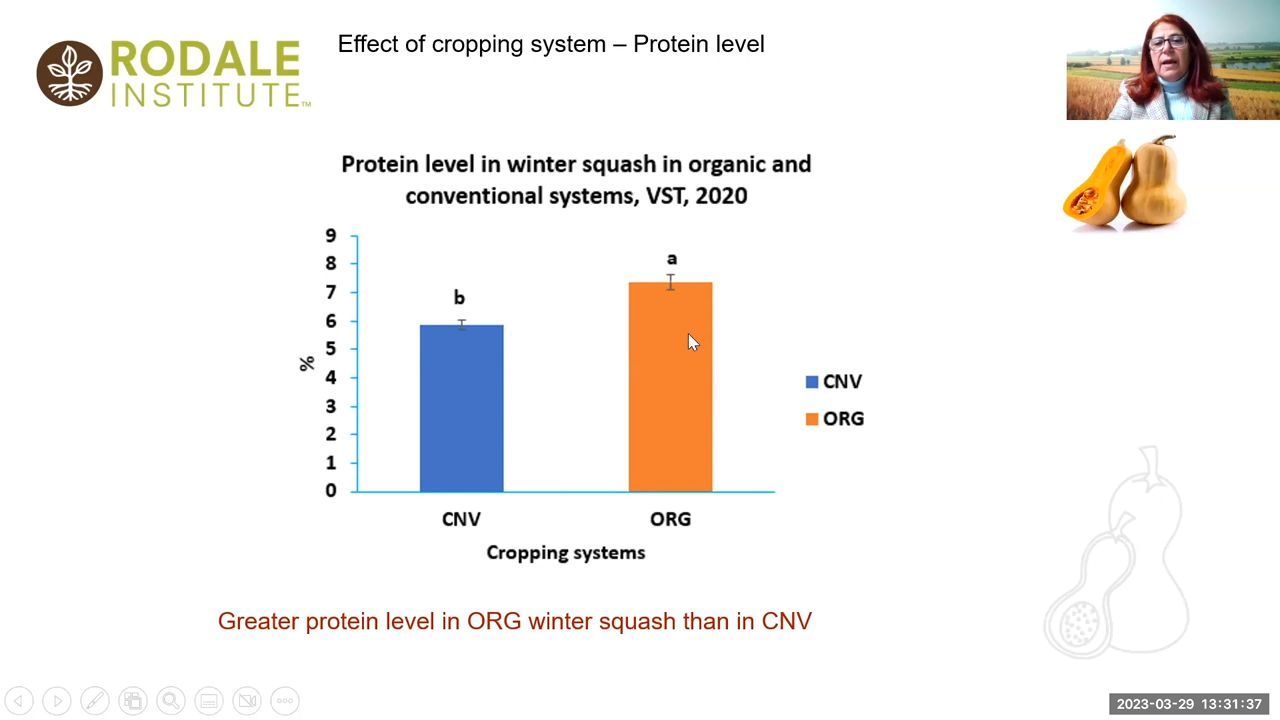 RODALE
INSTITUTE™
Effect of cropping system – Protein level
Protein level in winter squash in organic and
conventional systems, VST, 2020
9
8
7
6
5
4
3
2
1
0
%
b
a
CNV
ORG
CNV
ORG
Cropping systems
Greater protein level in ORG winter squash than in CNV
2023-03-29 13:31:37